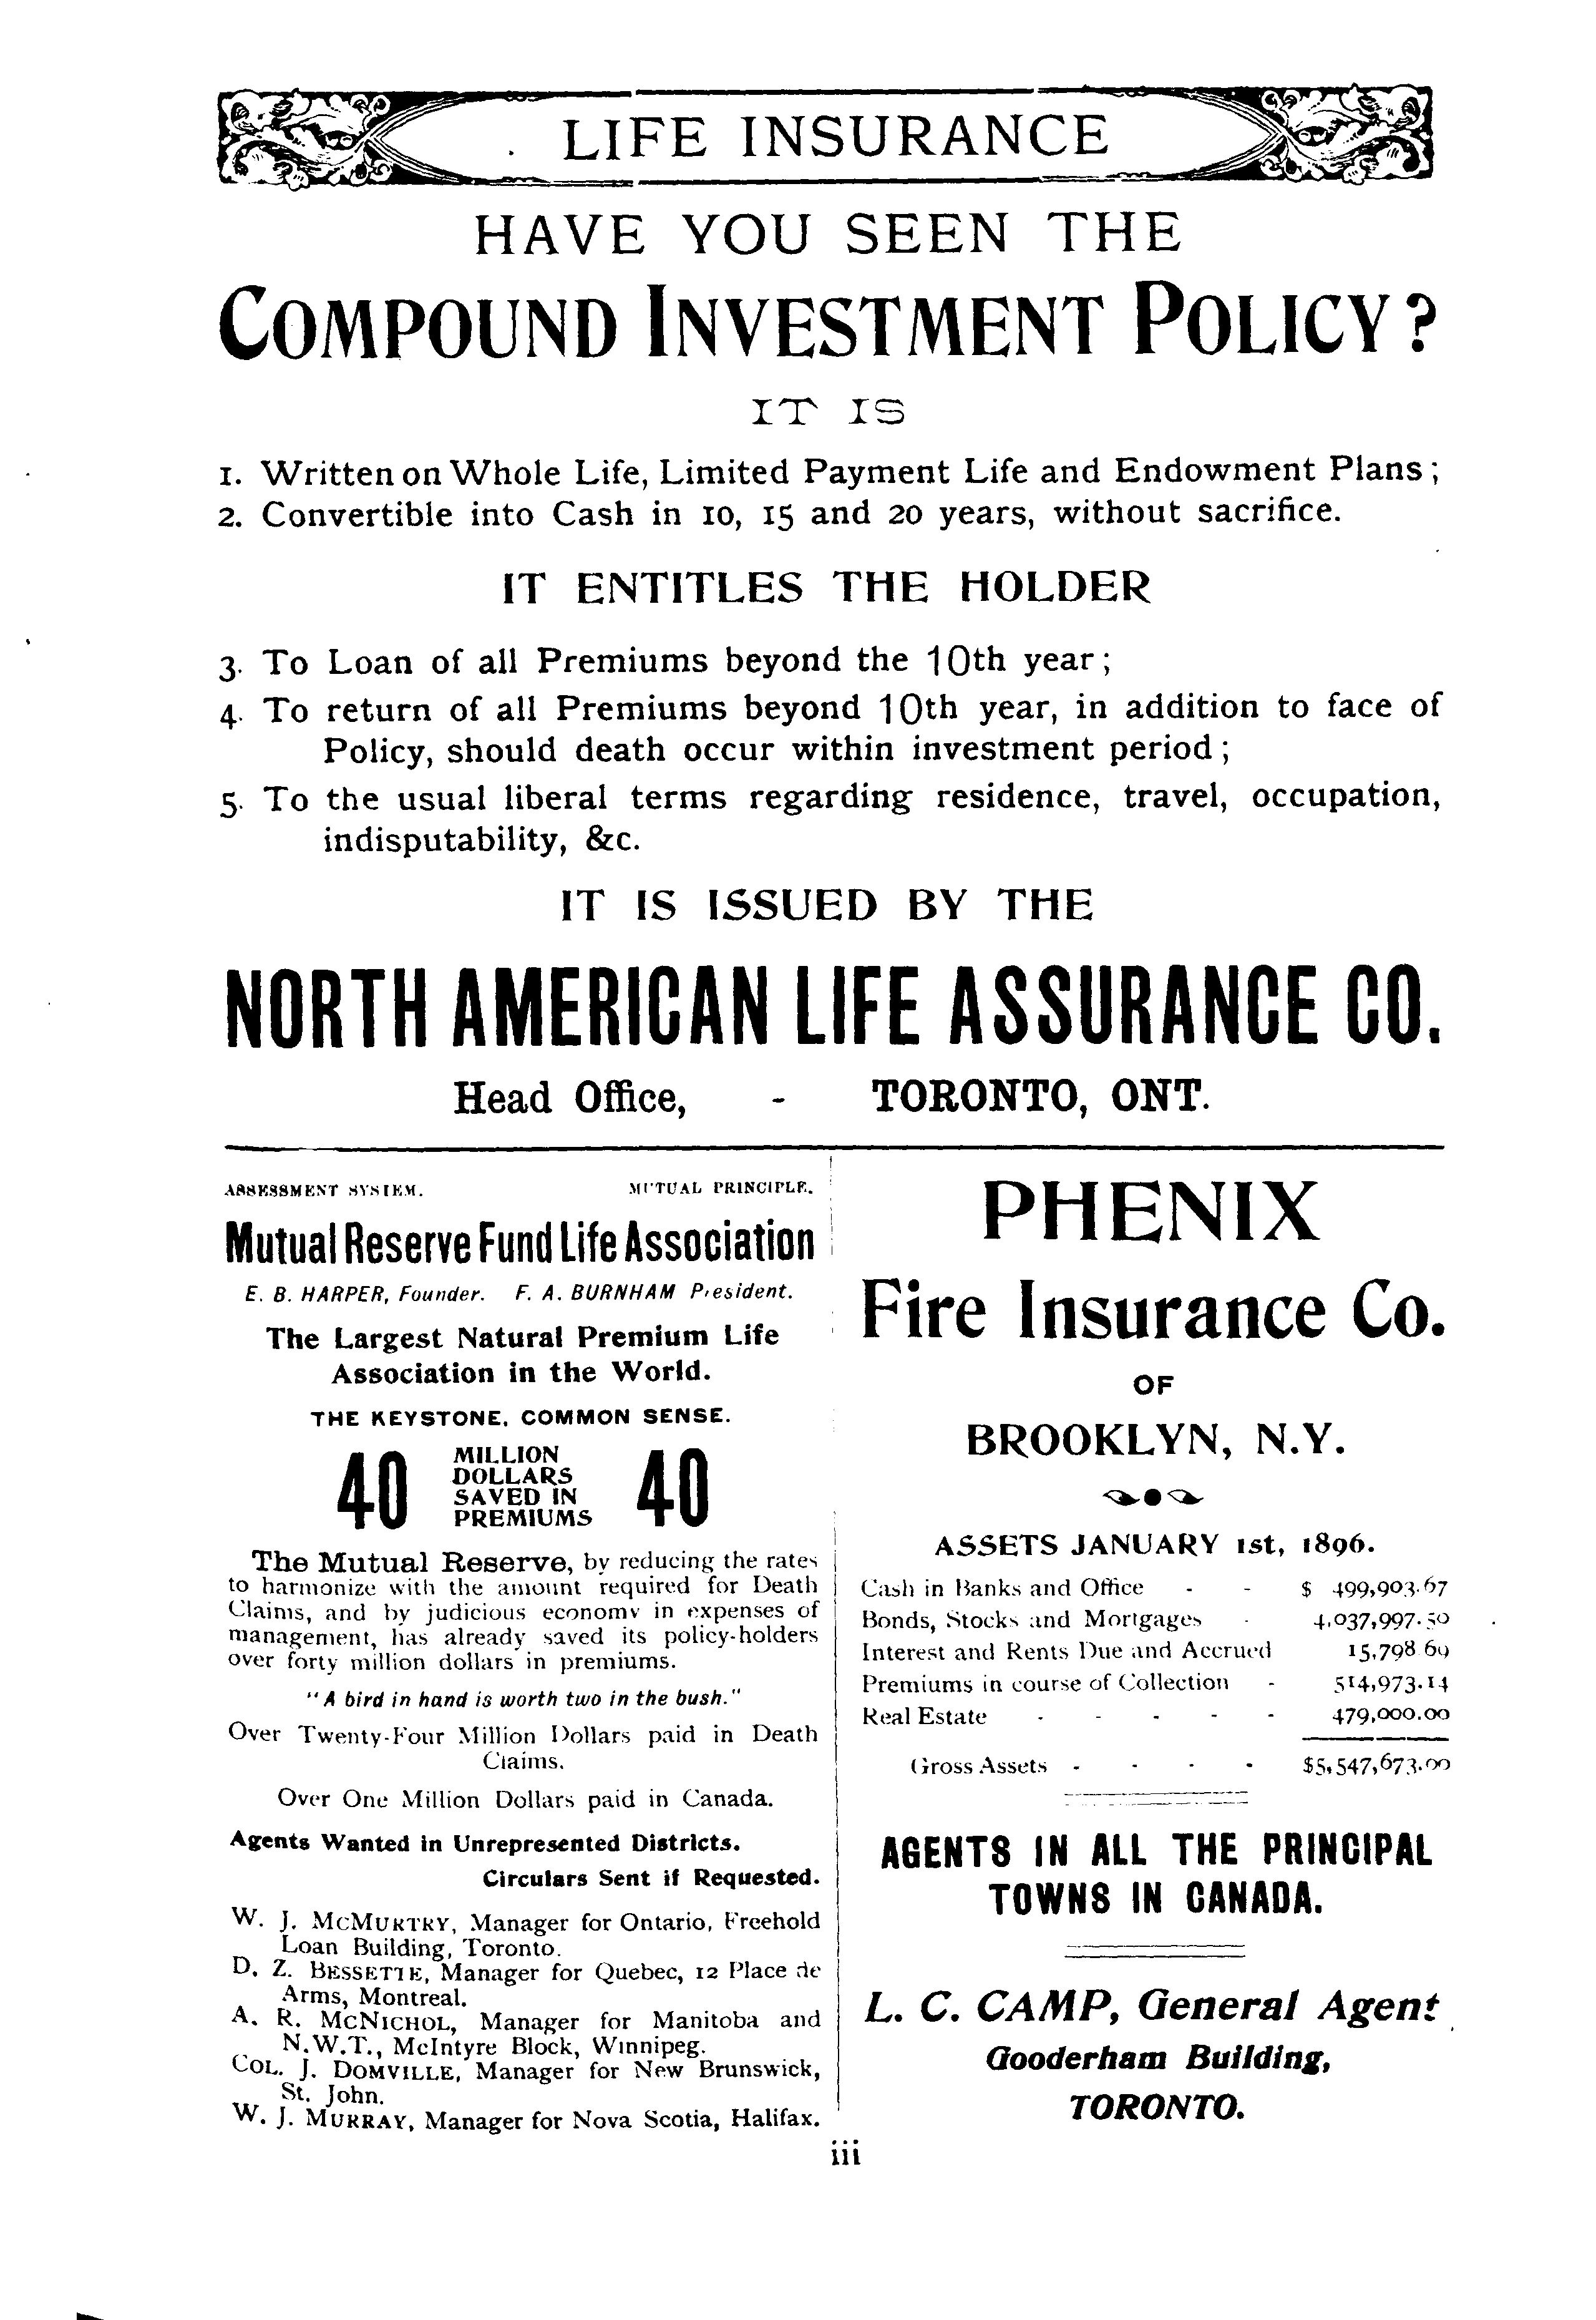 LIFE INSURANCE
HAVE YOU SEEN THE
COMPOUND INVESTMENT POLICY?
IT IS
1. Written on Whole Life, Limited Payment Life and Endowment Plans;
2. Convertible into Cash in 10, 15 and 20 years, without sacrifice.
IT ENTITLES THE HOLDER
3. To Loan of all Premiums beyond the 10th year;
4. To return of all Premiums beyond 10th year, in addition to face of
Policy, should death occur within investment period;
5. To the usual liberal terms regarding residence, travel, occupation,
indisputability, &c.
IT IS ISSUED BY THE
NORTH AMERICAN LIFE ASSURANCE CO.
Head Office, - TORONTO, ONT.
ASSESSMENT SYSTEM. MUTUAL PRINCIPLE.
Mutual Reserve Fund Life Association
E. B. HARPER, Founder. F. A. BURNHAM President.
The Largest Natural Premium Life
Association in the World.
THE KEYSTONE, COMMON SENSE.
40 MILLION DOLLARS SAVED IN PREMIUMS 40
The Mutual Reserve, by reducing the rates
to harmonize with the amount required for Death
Claims, and by judicious economy in expenses of
management, has already saved its policy-holders
over forty million dollars in premiums.
"A bird in hand is worth two in the bush."
Over Twenty-Four Million Dollars paid in Death
Claims.
Over One Million Dollars paid in Canada.
Agents Wanted in Unrepresented Districts.
Circulars Sent if Requested.
W. J. MCMURTRY, Manager for Ontario, Freehold
Loan Building, Toronto.
D. Z. BESSETTE, Manager for Quebec, 12 Place de
Arms, Montreal.
A. R. MCNICHOL, Manager for Manitoba and
N.W.T., McIntyre Block, Winnipeg.
COL. J. DOMVILLE, Manager for New Brunswick,
St. John.
W. J. MURRAY, Manager for Nova Scotia, Halifax.
PHENIX
Fire Insurance Co.
OF
BROOKLYN, N.Y.
ASSETS JANUARY 1st, 1896.
Cash in Banks and Office - - $ 499,903.67
Bonds, Stocks and Mortgages - 4,037,997.50
Interest and Rents Due and Accrued 15,798 69
Premiums in course of Collection - 514,973.14
Real Estate - - - - - 479,000.00
Gross Assets - - - - $5,547,673.00
AGENTS IN ALL THE PRINCIPAL
TOWNS IN CANADA.
L. C. CAMP, General Agent
Gooderham Building,
TORONTO.
iii